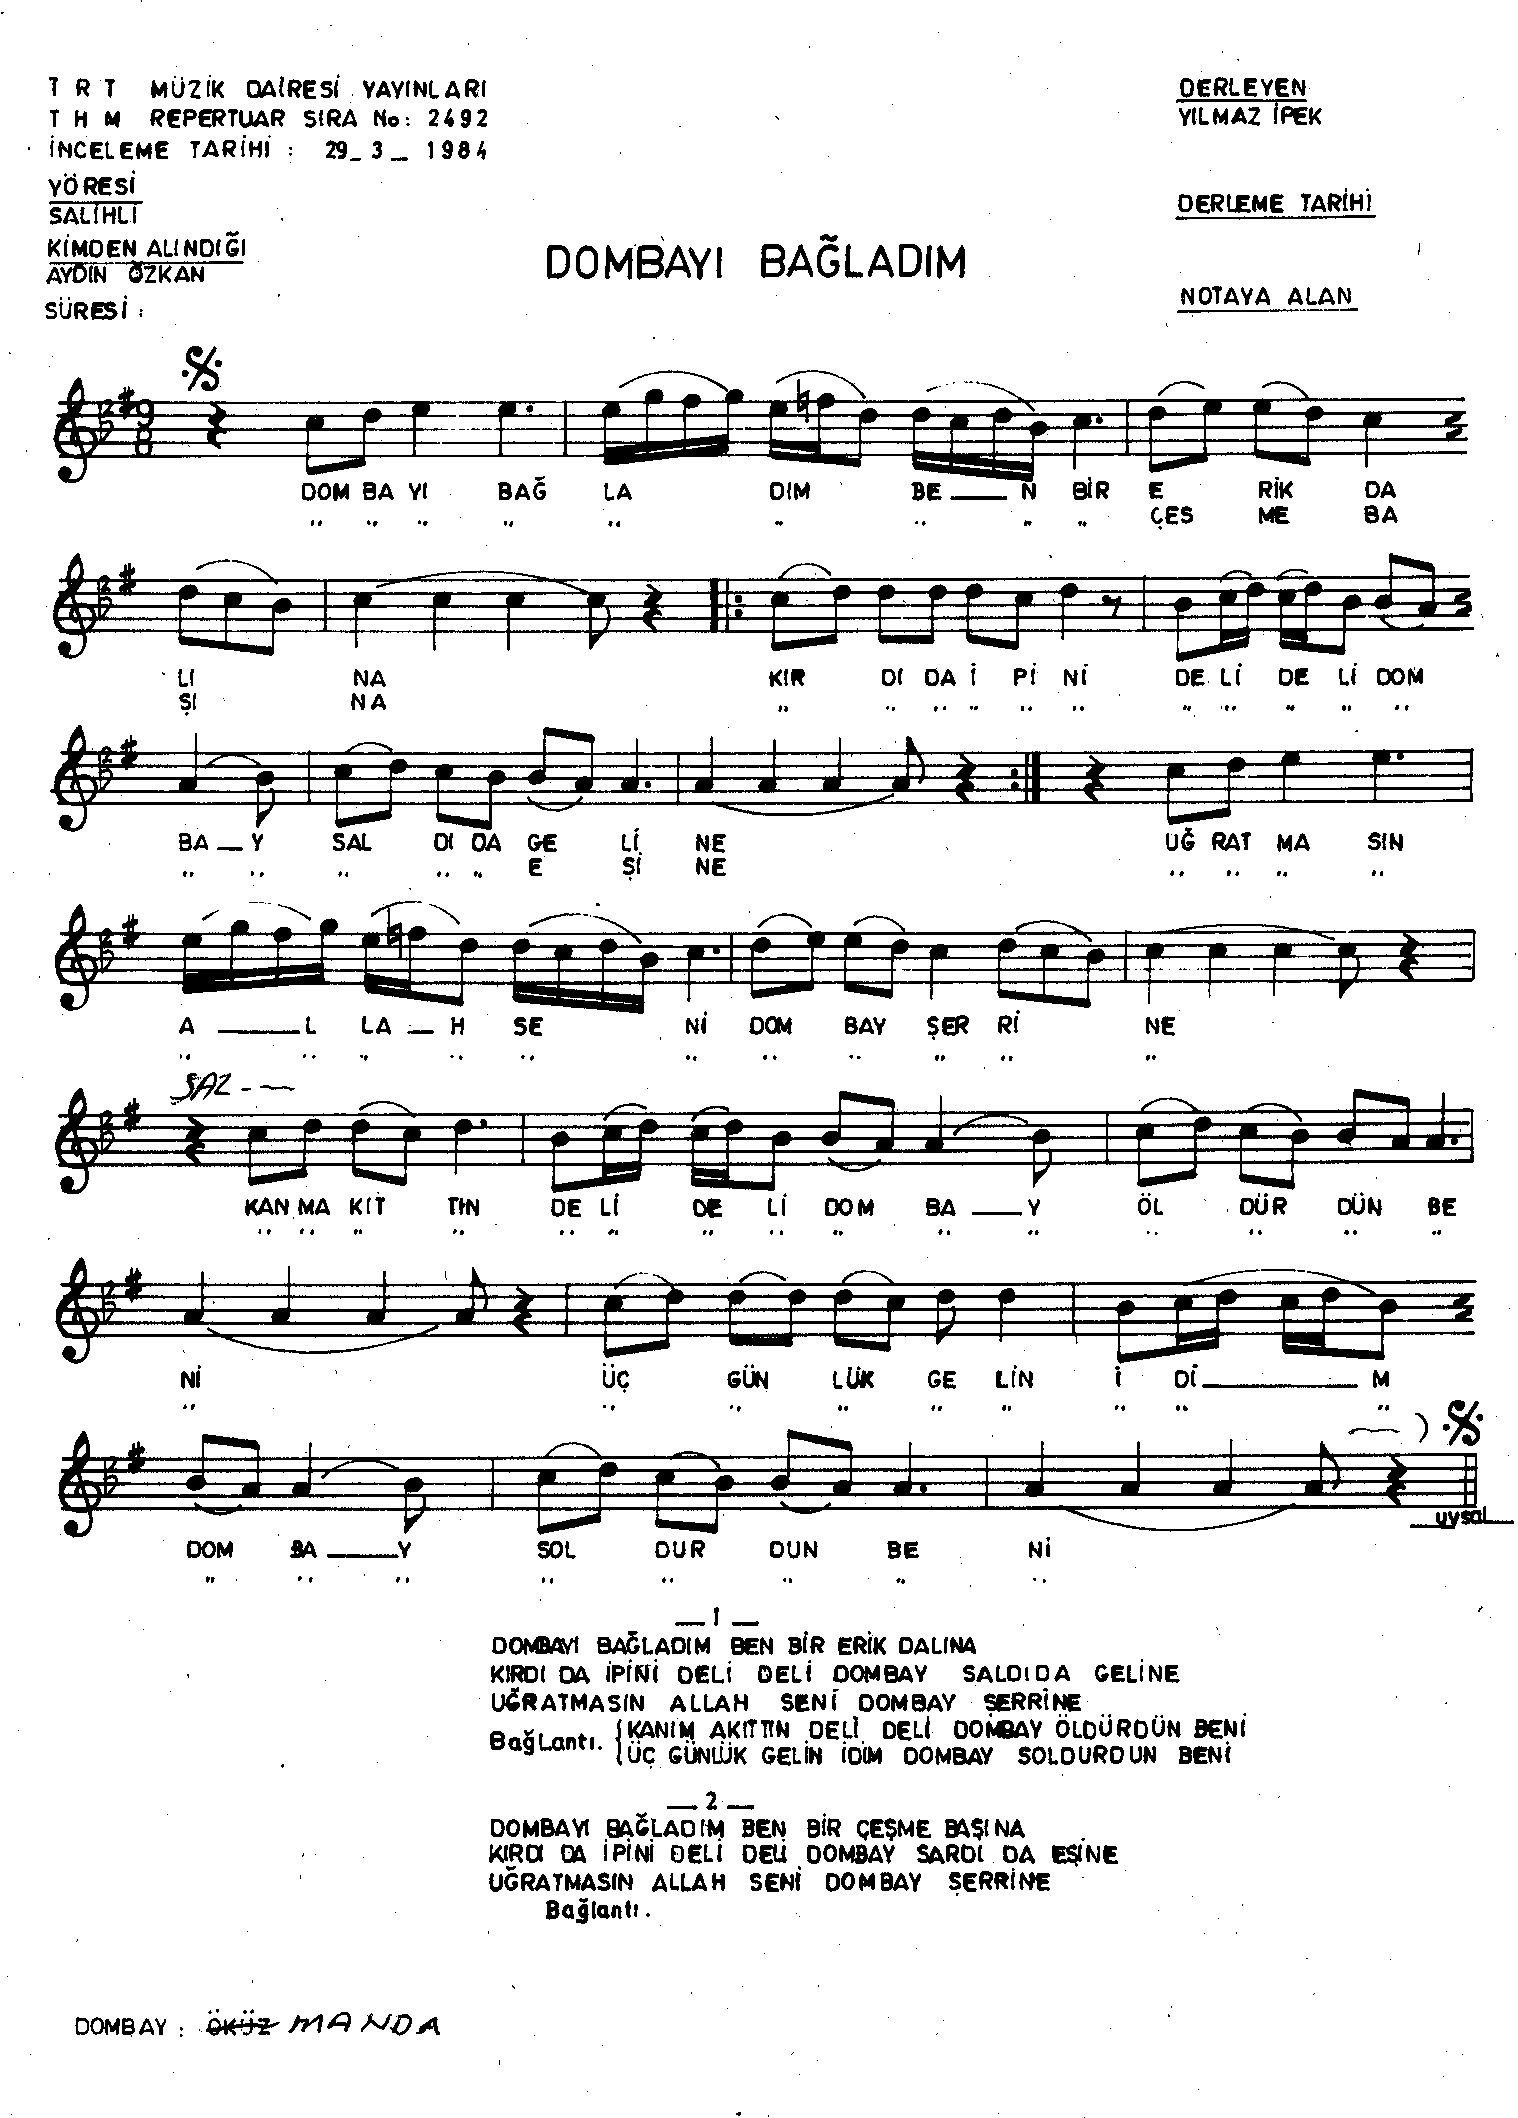 T R T MÜZİK DAİRESİ YAYINLARI
T H M REPERTUAR SIRA No: 2492
İNCELEME TARİHİ : 29_3_ 1984
YÖRESİ
SALİHLİ
KİMDEN ALINDIĞI
AYDIN ÖZKAN
SÜRESİ :
DERLEYEN
YILMAZ İPEK
DERLEME TARİHİ
NOTAYA ALAN
DOMBAYI BAĞLADIM
9
8
DOM BA YI BAĞ LA DIM BE ___ N BİR E RİK DA
" " " " " " " " " ÇEŞ ME BA
LI NA KIR DI DA İ Pİ Nİ DE Lİ DE Lİ DOM
ŞI NA " " " " " " " " " " "
BA _ Y SAL DI DA GE Lİ NE UĞ RAT MA SIN
" " " " " E Şİ NE " " " "
A ___ L LA _ H SE Nİ DOM BAY ŞER Rİ NE
" " " " " " " " " " "
SAZ - ~
KAN MA KIT TIN DE Lİ DE Lİ DOM BA ___ Y ÖL DÜR DÜN BE
" " " " " " " " " " " " " "
Nİ ÜÇ GÜN LÜK GE LİN İ Dİ ______ M
" " " " " " " " "
DOM BA ___ Y SOL DUR DUN BE Nİ
" " " " " " " "
uysal
_ 1 _
DOMBAYI BAĞLADIM BEN BİR ERİK DALINA
KIRDI DA İPİNİ DELİ DELİ DOMBAY SALDI DA GELİNE
UĞRATMASIN ALLAH SENİ DOMBAY ŞERRİNE
Bağlantı. { KANIM AKITTIN DELİ DELİ DOMBAY ÖLDÜRDÜN BENİ
ÜÇ GÜNLÜK GELİN İDİM DOMBAY SOLDURDUN BENİ
_ 2 _
DOMBAYI BAĞLADIM BEN BİR ÇEŞME BAŞINA
KIRDI DA İPİNİ DELİ DELİ DOMBAY SARDI DA EŞİNE
UĞRATMASIN ALLAH SENİ DOMBAY ŞERRİNE
Bağlantı.
DOMBAY : ÖKÜZ MANDA